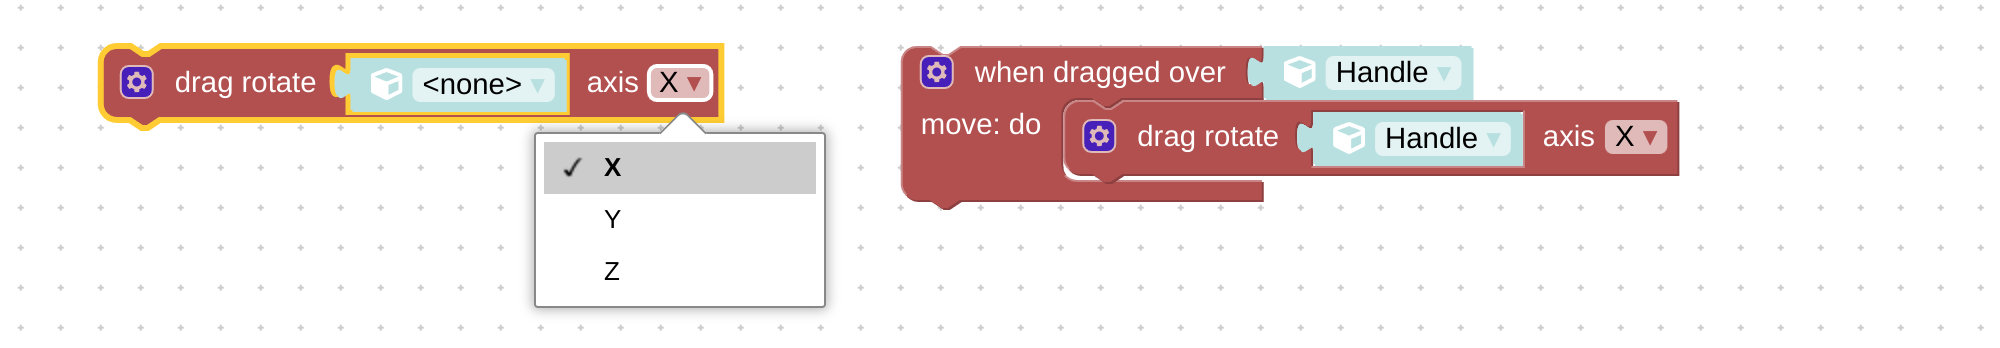 drag rotate <none> axis X
X
Y
Z
when dragged over Handle
move: do drag rotate Handle axis X